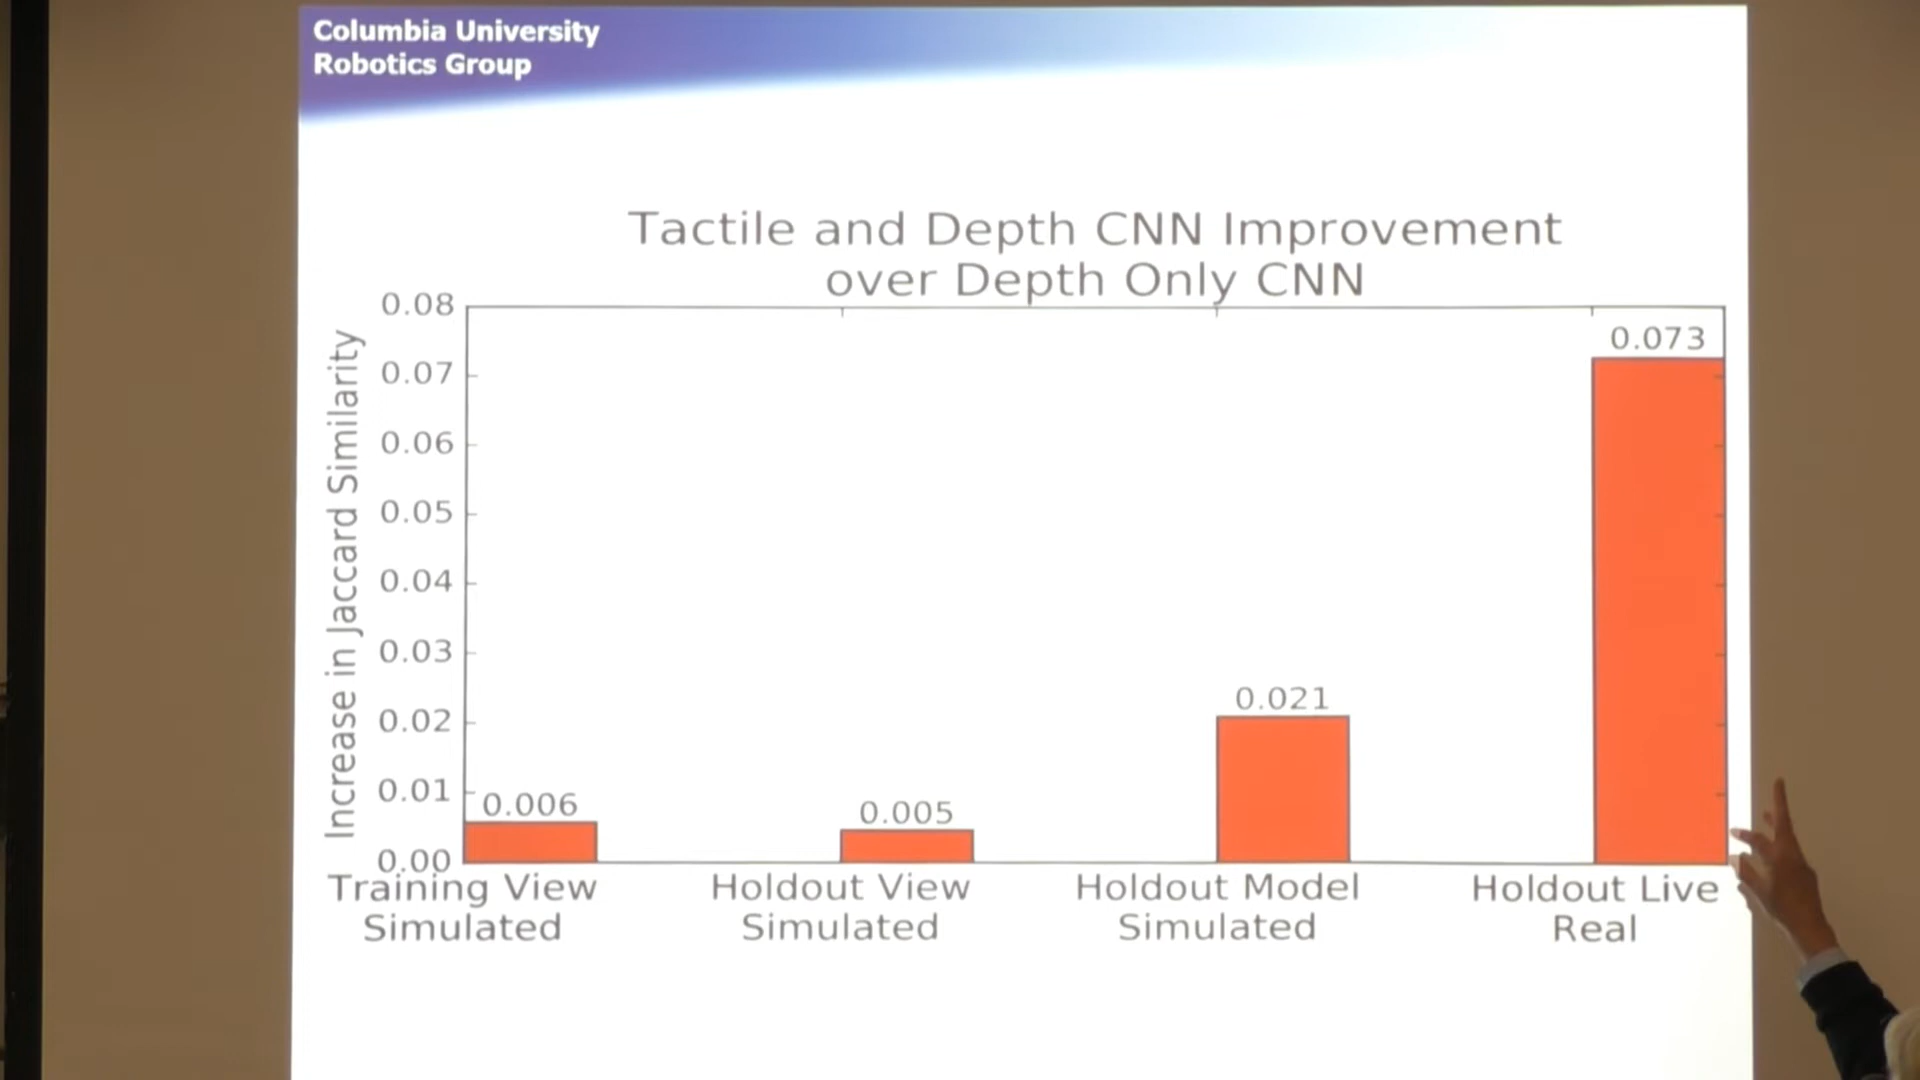 Columbia University
Robotics Group
Tactile and Depth CNN Improvement
over Depth Only CNN
Increase in Jaccard Similarity
0.08
0.07
0.06
0.05
0.04
0.03
0.02
0.01
0.00
0.006
0.005
0.021
0.073
Training View
Simulated
Holdout View
Simulated
Holdout Model
Simulated
Holdout Live
Real